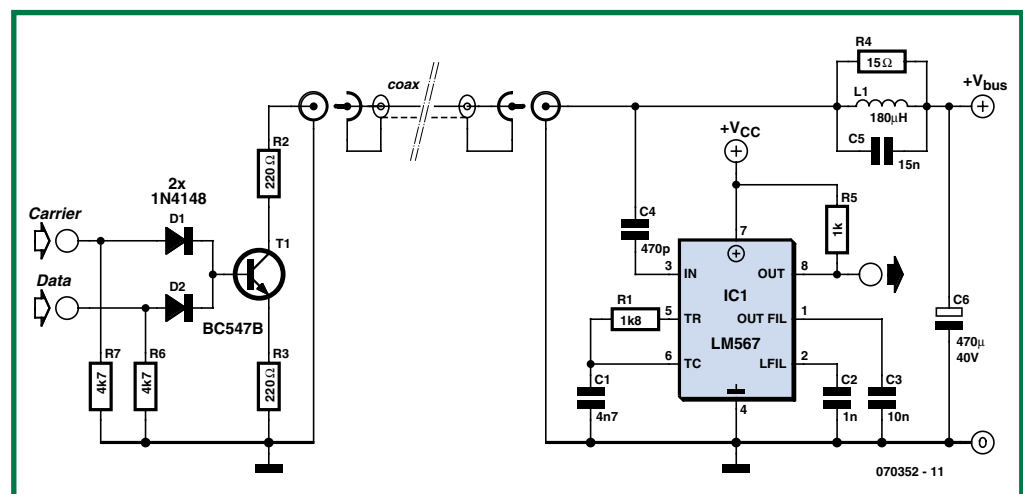 coax
R4
15Ω
+Vbus
L1
180µH
C5
15n
+VCC
R2
220Ω
2x
1N4148
Carrier
D1
T1
Data
D2
BC547B
R7
4k7
R6
4k7
R3
220Ω
C4
470p
R5
1k
7
3
IN
OUT
8
IC1
R1
1k8
5
TR
OUT FIL
1
LM567
6
TC
LFIL
2
C1
4n7
4
C2
1n
C3
10n
C6
470µ
40V
0
070352 - 11